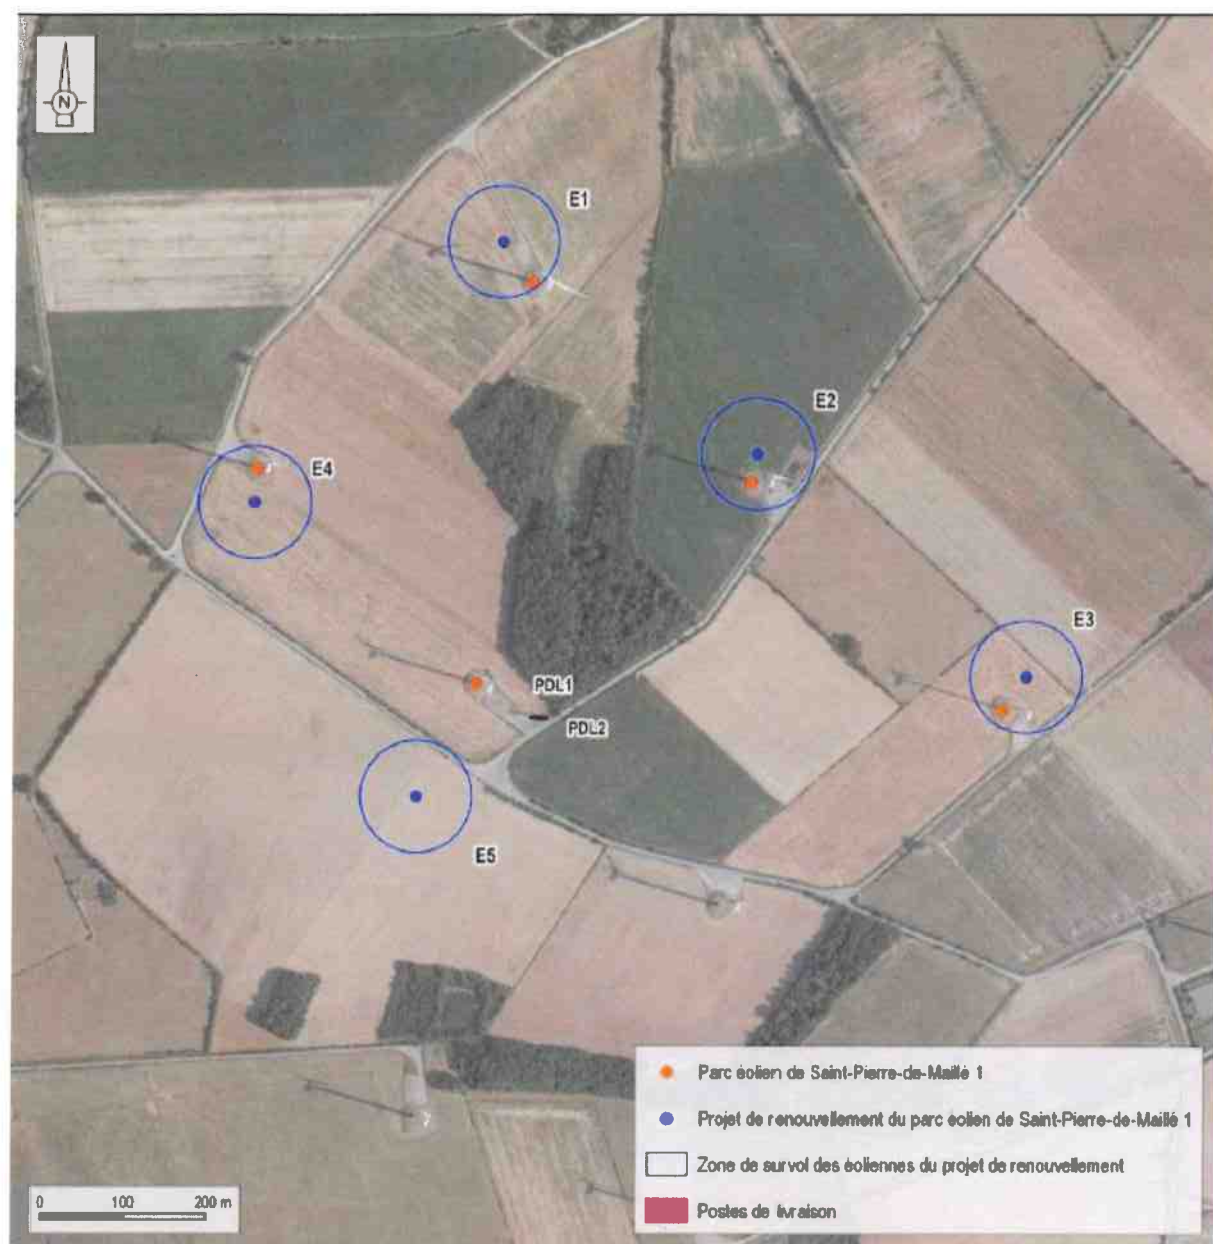 N
E1
E2
E4
E3
PDL1
PDL2
E5
Parc éolien de Saint-Pierre-de-Maillé 1
Projet de renouvellement du parc éolien de Saint-Pierre-de-Maillé 1
Zone de survol des éoliennes du projet de renouvellement
Postes de livraison
0 100 200 m